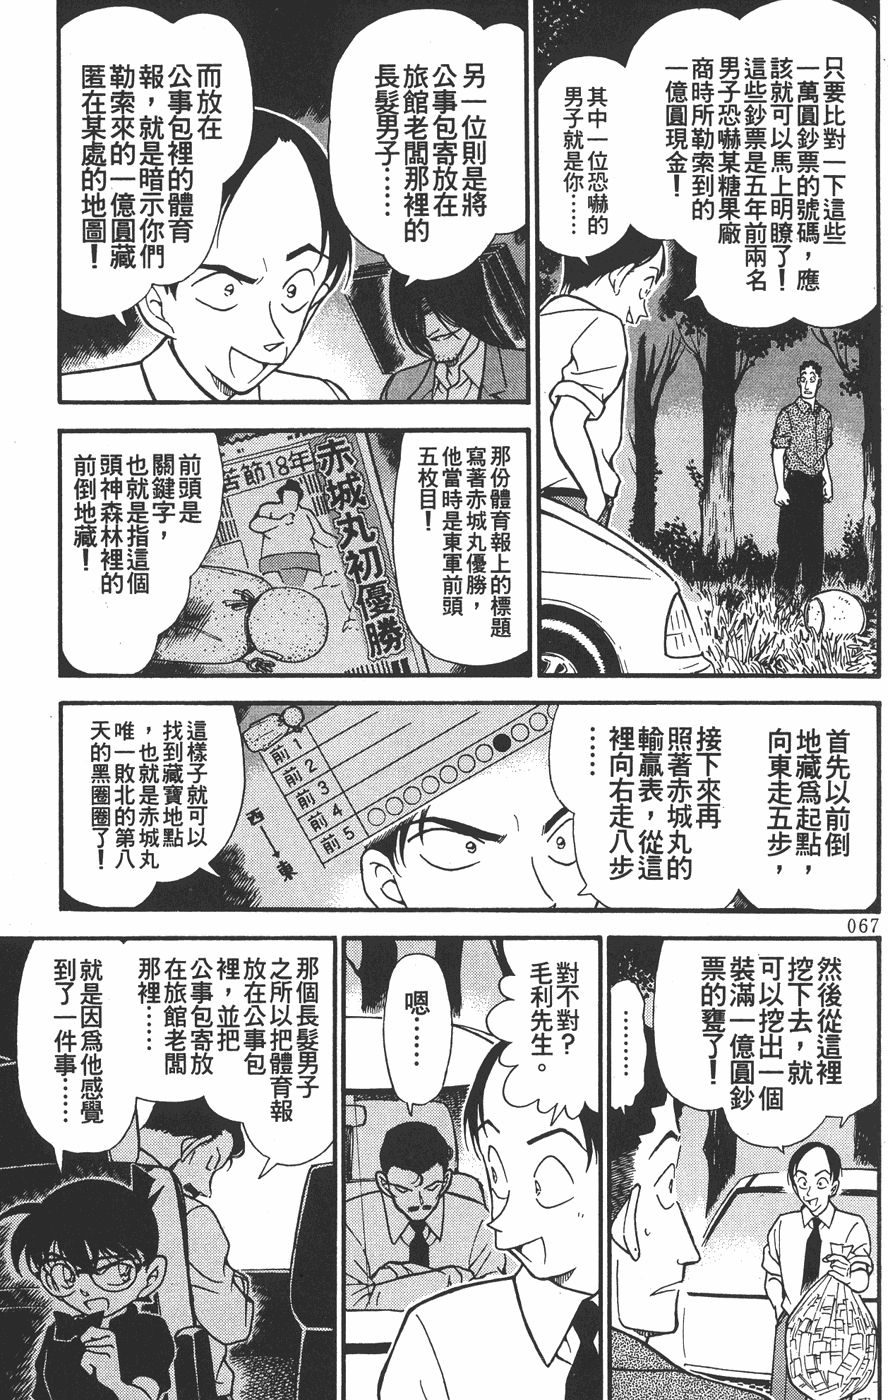 只要比對一下這些
一萬圓鈔票的號碼，應
該就可以馬上明瞭了！
這些鈔票是五年前兩名
男子恐嚇某糖果廠
商時所勒索到的
一億圓現金！
其中一位恐嚇的
男子就是你……
另一位則是將
公事包寄放在
旅館老闆那裡的
長髮男子……
而放在
公事包裡的體育
報，就是暗示你們
勒索來的一億圓藏
匿在某處的地圖！
那份體育報上的標題
寫著赤城丸優勝，
他當時是東軍前頭
五枚目！
苦節18年
赤城丸初優勝！！
前頭是
關鍵字，
也就是指這個
頭神森林裡的
前倒地藏！
首先以前倒
地藏為起點，
向東走五步，
接下來再
照著赤城丸的
輸贏表，從這
裡向右走八步
……
前1
前2
前3
前4
前5
西→東
這樣子就可以
找到藏寶地點
，也就是赤城丸
唯一敗北的第八
天的黑圈圈了！
067
然後從這裡
挖下去，就
可以挖出一個
裝滿一億圓鈔
票的甕了！
……
對不對？
毛利先生。
嗯……
那個長髮男子
之所以把體育報
放在公事包
裡，並把
公事包寄放
在旅館老闆
那裡……
就是因為他感覺
到了一件事……